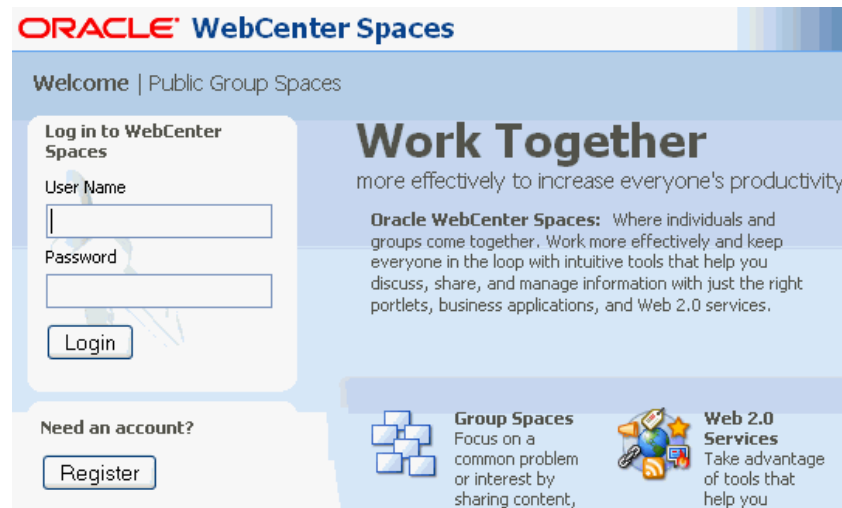 ORACLE WebCenter Spaces
Welcome | Public Group Spaces
Log in to WebCenter
Spaces
User Name
Password
Login
Need an account?
Register
Work Together
more effectively to increase everyone's productivity
Oracle WebCenter Spaces: Where individuals and
groups come together. Work more effectively and keep
everyone in the loop with intuitive tools that help you
discuss, share, and manage information with just the right
portlets, business applications, and Web 2.0 services.
Group Spaces
Focus on a
common problem
or interest by
sharing content,
Web 2.0
Services
Take advantage
of tools that
help you